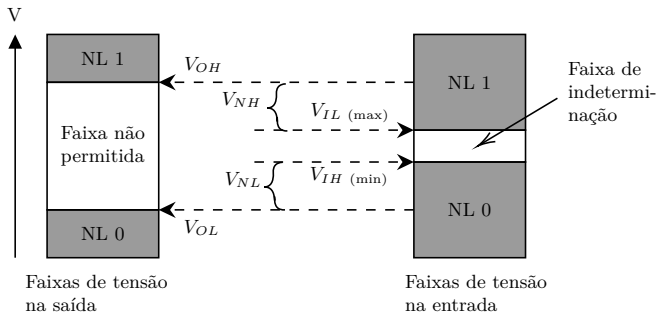 V
NL 1
V_OH
NL 1
Faixa de
indetermi-
nação
V_NH
V_IL (max)
Faixa não
permitida
V_NL
V_IH (min)
NL 0
V_OL
NL 0
Faixas de tensão
na saída
Faixas de tensão
na entrada